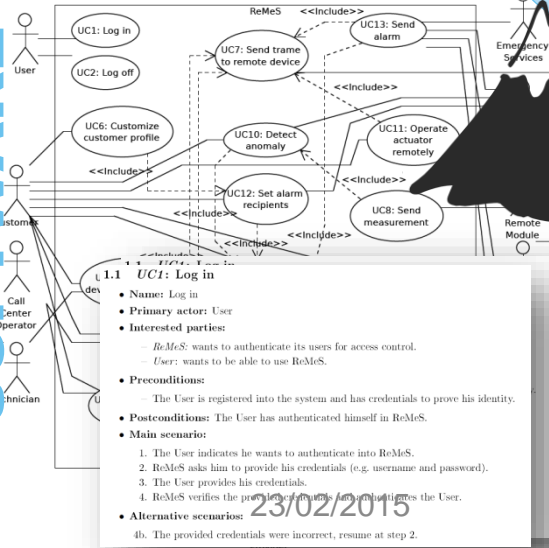 ReMeS
<<Include>>
UC13: Send
alarm
UC1: Log in
User
UC7: Send trame
to remote device
Emergency
Services
UC2: Log off
<<Include>>
UC6: Customize
customer profile
UC10: Detect
anomaly
UC11: Operate
actuator
remotely
<<Include>>
<<Include>>
UC12: Set alarm
recipients
UC8: Send
measurement
<<Include>>
<<Include>>
Remote
Module
Call
Center
1.1 UC1: Log in
• Name: Log in
• Primary actor: User
• Interested parties:
– ReMeS: wants to authenticate its users for access control.
– User: wants to be able to use ReMeS.
• Preconditions:
– The User is registered into the system and has credentials to prove his identity.
• Postconditions: The User has authenticated himself in ReMeS.
• Main scenario:
1. The User indicates he wants to authenticate into ReMeS.
2. ReMeS asks him to provide his credentials (e.g. username and password).
3. The User provides his credentials.
4. ReMeS verifies the provided credentials and authenticates the User.
23/02/2015
• Alternative scenarios:
4b. The provided credentials were incorrect, resume at step 2.